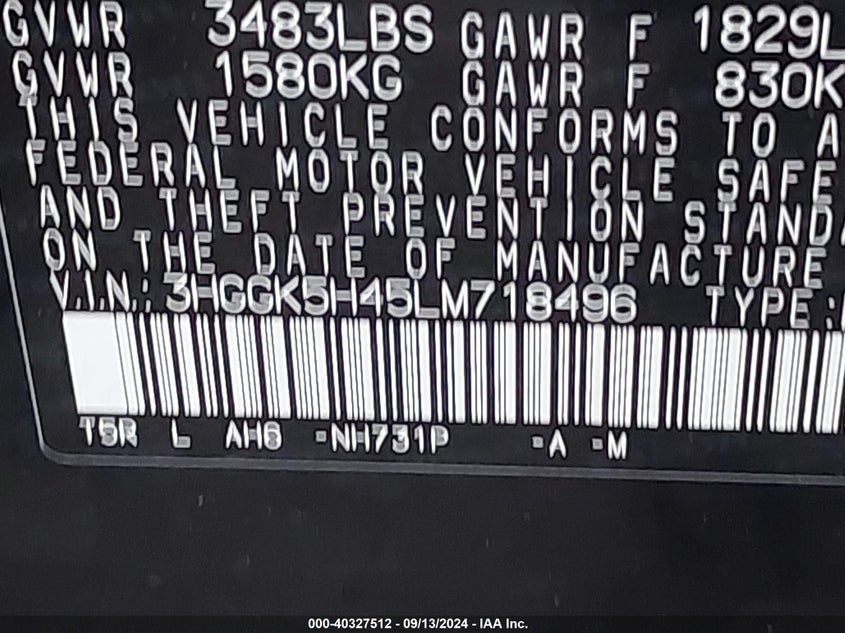 GVWR 3483LBS GAWR F 1829L
GVWR 1580KG GAWR F 830K
THIS VEHICLE CONFORMS TO A
FEDERAL MOTOR VEHICLE SAFE
AND THEFT PREVENTION STANDA
ON THE DATE OF MANUFACTURE
V.I.N.: 3HGGK5H45LM718496 TYPE:
T5R L AH6 -NH731P -A -M
000-40327512 - 09/13/2024 - IAA Inc.